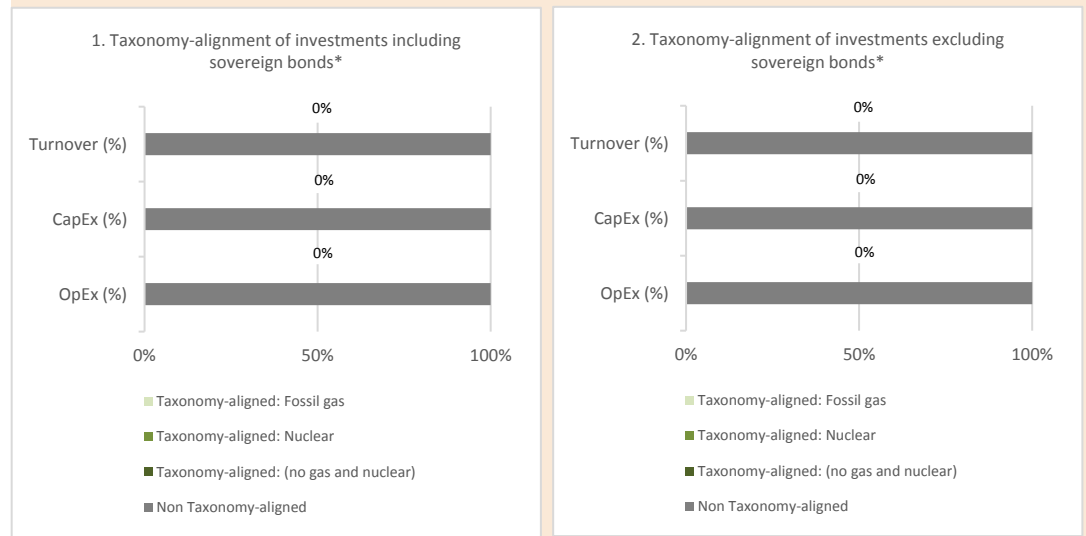 1. Taxonomy-alignment of investments including
sovereign bonds*
0%
Turnover (%)
0%
CapEx (%)
0%
OpEx (%)
0% 50% 100%
Taxonomy-aligned: Fossil gas
Taxonomy-aligned: Nuclear
Taxonomy-aligned: (no gas and nuclear)
Non Taxonomy-aligned
2. Taxonomy-alignment of investments excluding
sovereign bonds*
0%
Turnover (%)
0%
CapEx (%)
0%
OpEx (%)
0% 50% 100%
Taxonomy-aligned: Fossil gas
Taxonomy-aligned: Nuclear
Taxonomy-aligned: (no gas and nuclear)
Non Taxonomy-aligned